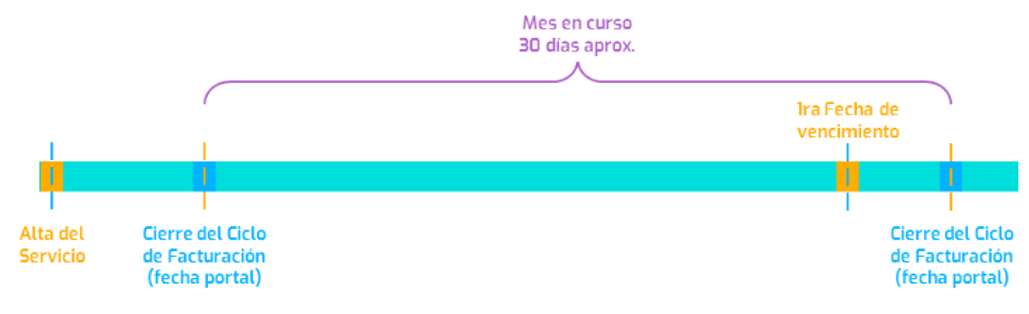 Mes en curso
30 días aprox.
1ra Fecha de
vencimiento
Alta del
Servicio
Cierre del Ciclo
de Facturación
(fecha portal)
Cierre del Ciclo
de Facturación
(fecha portal)